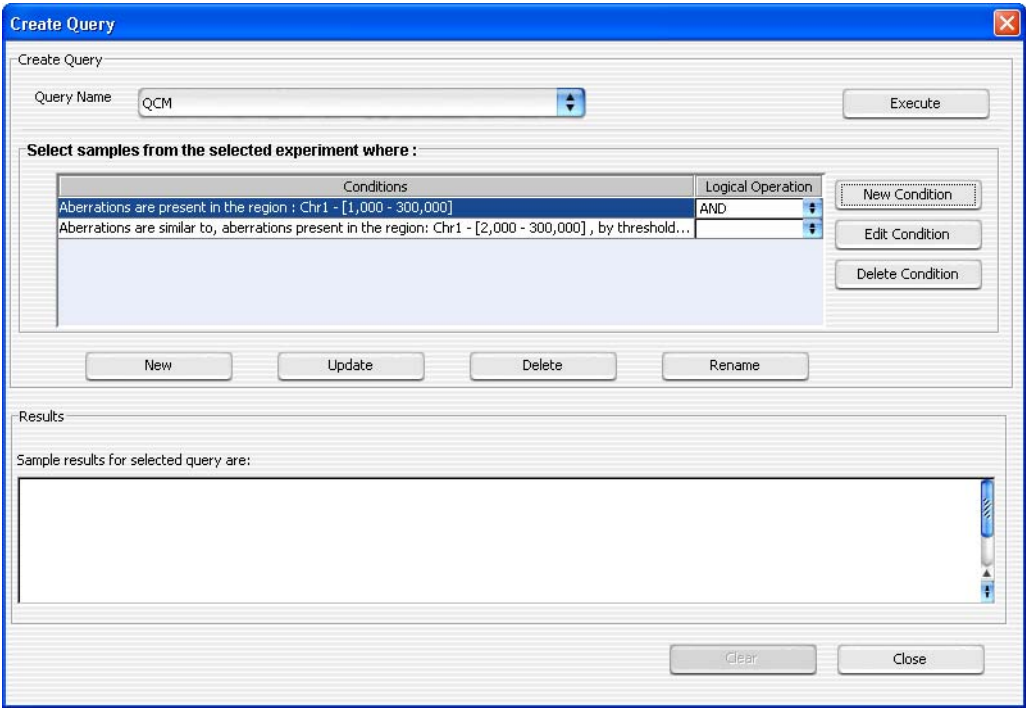 Create Query
Create Query
Query Name
QCM
Execute
Select samples from the selected experiment where :
Conditions
Logical Operation
Aberrations are present in the region : Chr1 - [1,000 - 300,000]
AND
Aberrations are similar to, aberrations present in the region: Chr1 - [2,000 - 300,000] , by threshold...
New Condition
Edit Condition
Delete Condition
New
Update
Delete
Rename
Results
Sample results for selected query are:
Clear
Close